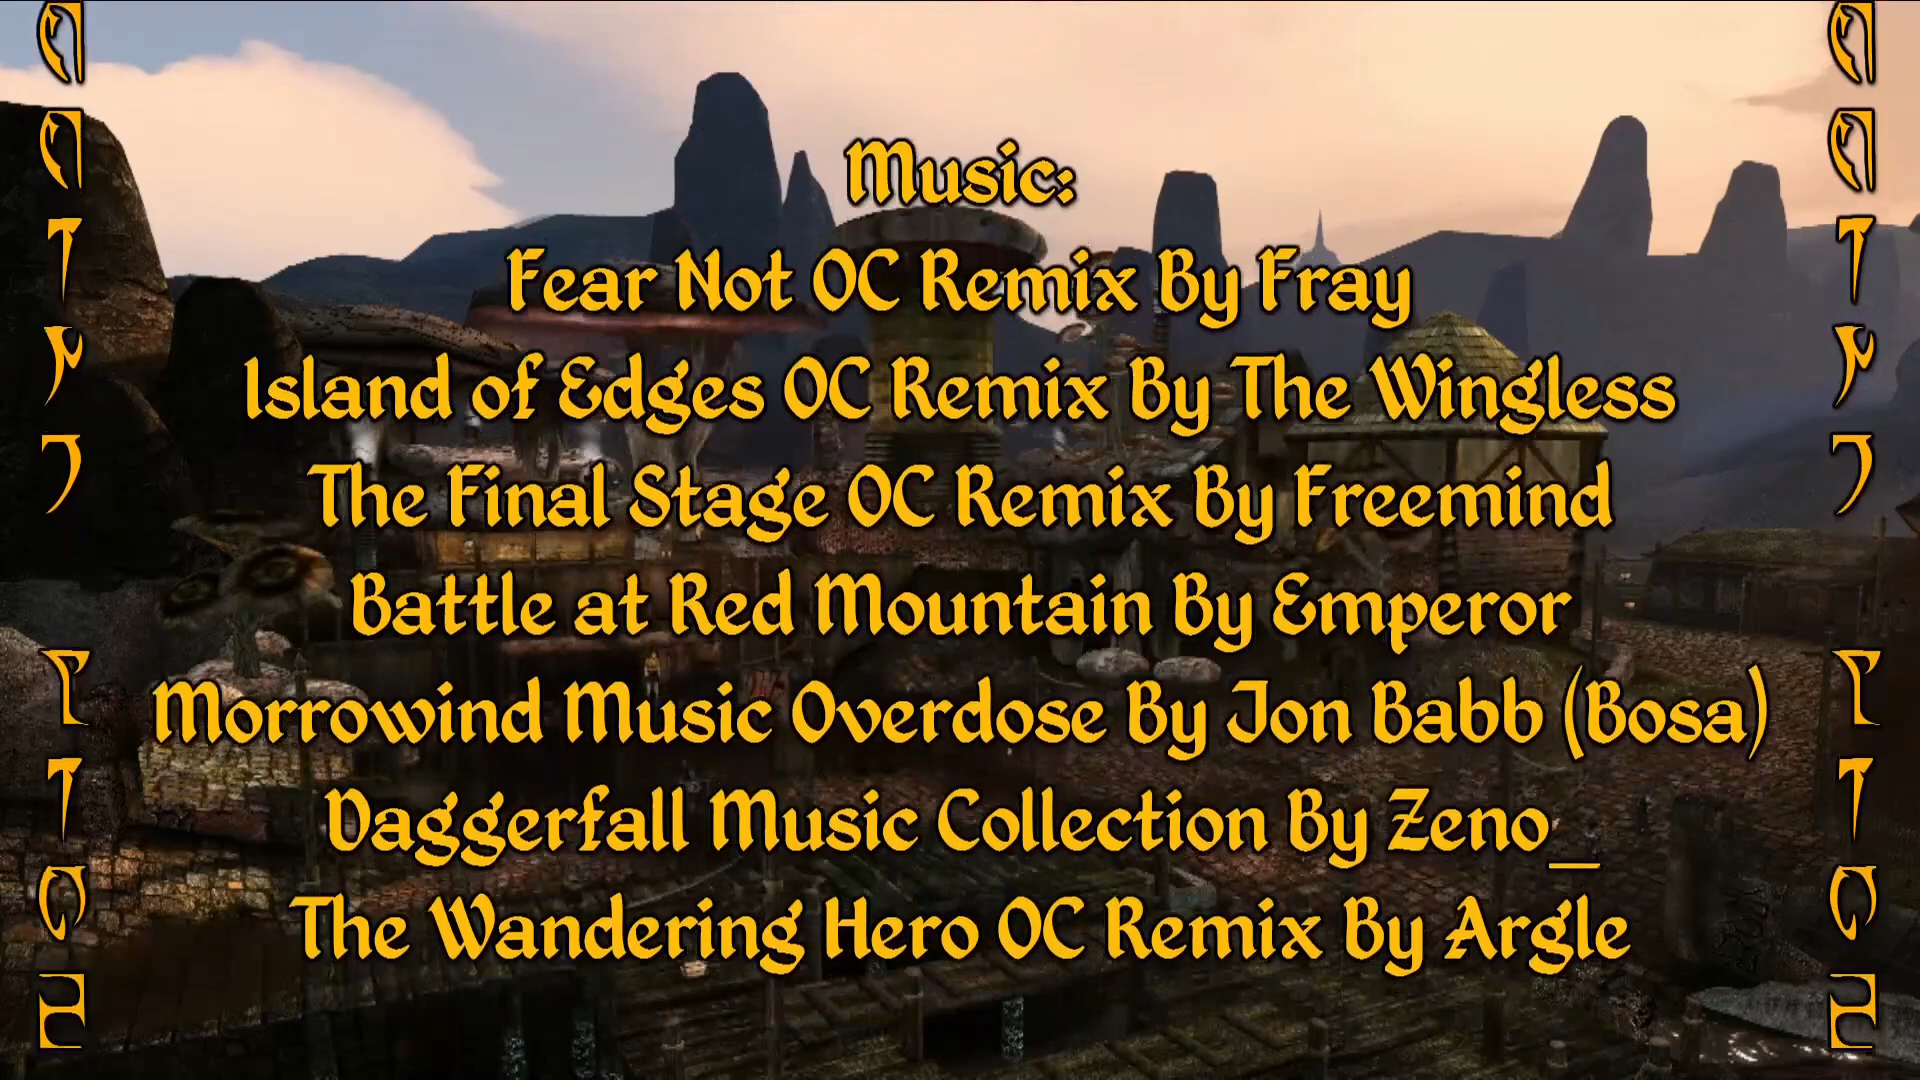 Music:
Fear Not OC Remix By Fray
Island of Edges OC Remix By The Wingless
The Final Stage OC Remix By Freemind
Battle at Red Mountain By Emperor
Morrowind Music Overdose By Jon Babb (Bosa)
Daggerfall Music Collection By Zeno_
The Wandering Hero OC Remix By Argle